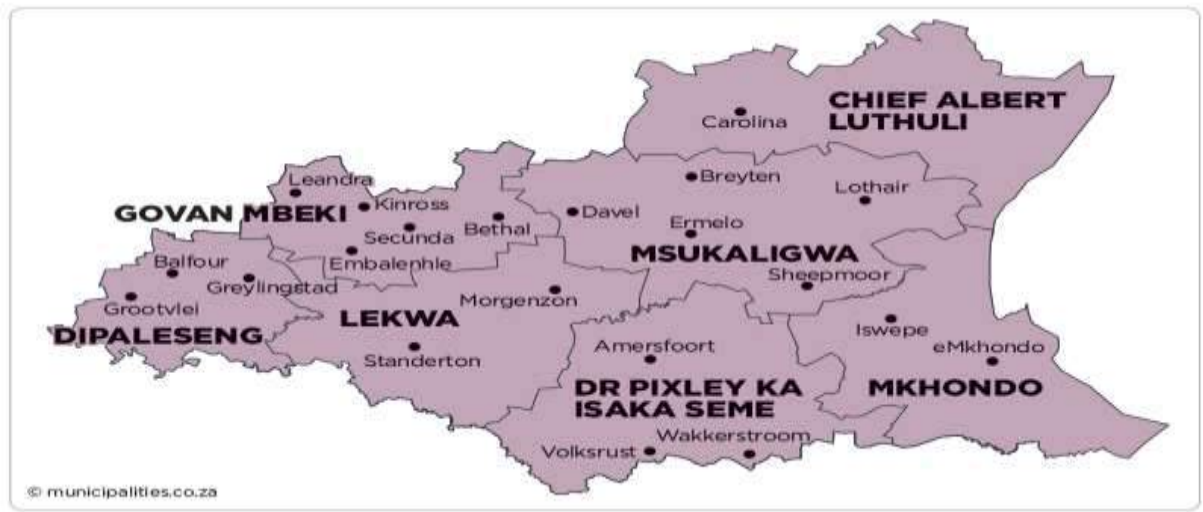 CHIEF ALBERT
LUTHULI
Carolina
Leandra
Breyten
Lothair
GOVAN MBEKI
Kinross
Davel
Secunda
Bethal
Ermelo
MSUKALIGWA
Balfour
Embalenhle
Sheepmoor
Greylingstad
Morgenzon
Grootvlei
LEKWA
Iswepe
DIPALESENG
Standerton
Amersfoort
eMkhondo
DR PIXLEY KA
ISAKA SEME
MKHONDO
Wakkerstroom
Volksrust
© municipalities.co.za